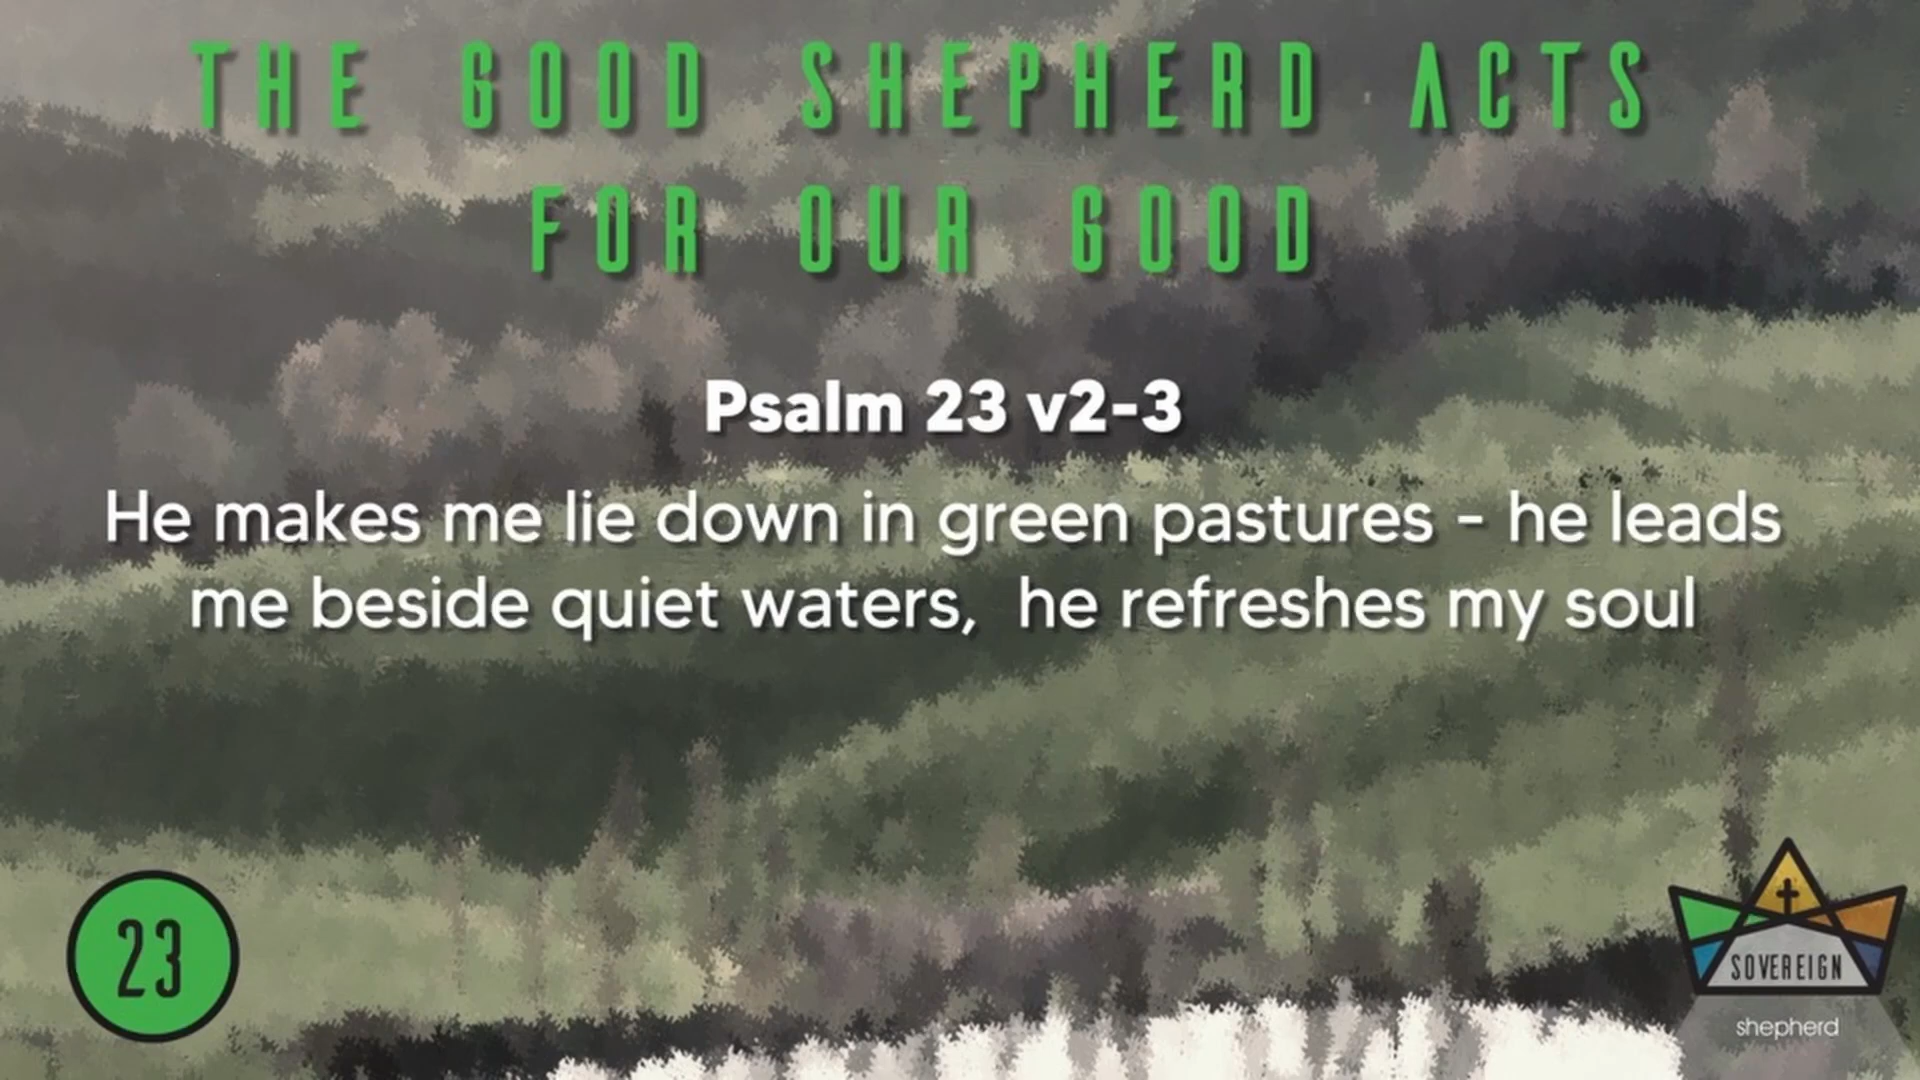 THE GOOD SHEPHERD ACTS
FOR OUR GOOD
Psalm 23 v2-3
He makes me lie down in green pastures - he leads
me beside quiet waters,  he refreshes my soul
23
SOVEREIGN
shepherd